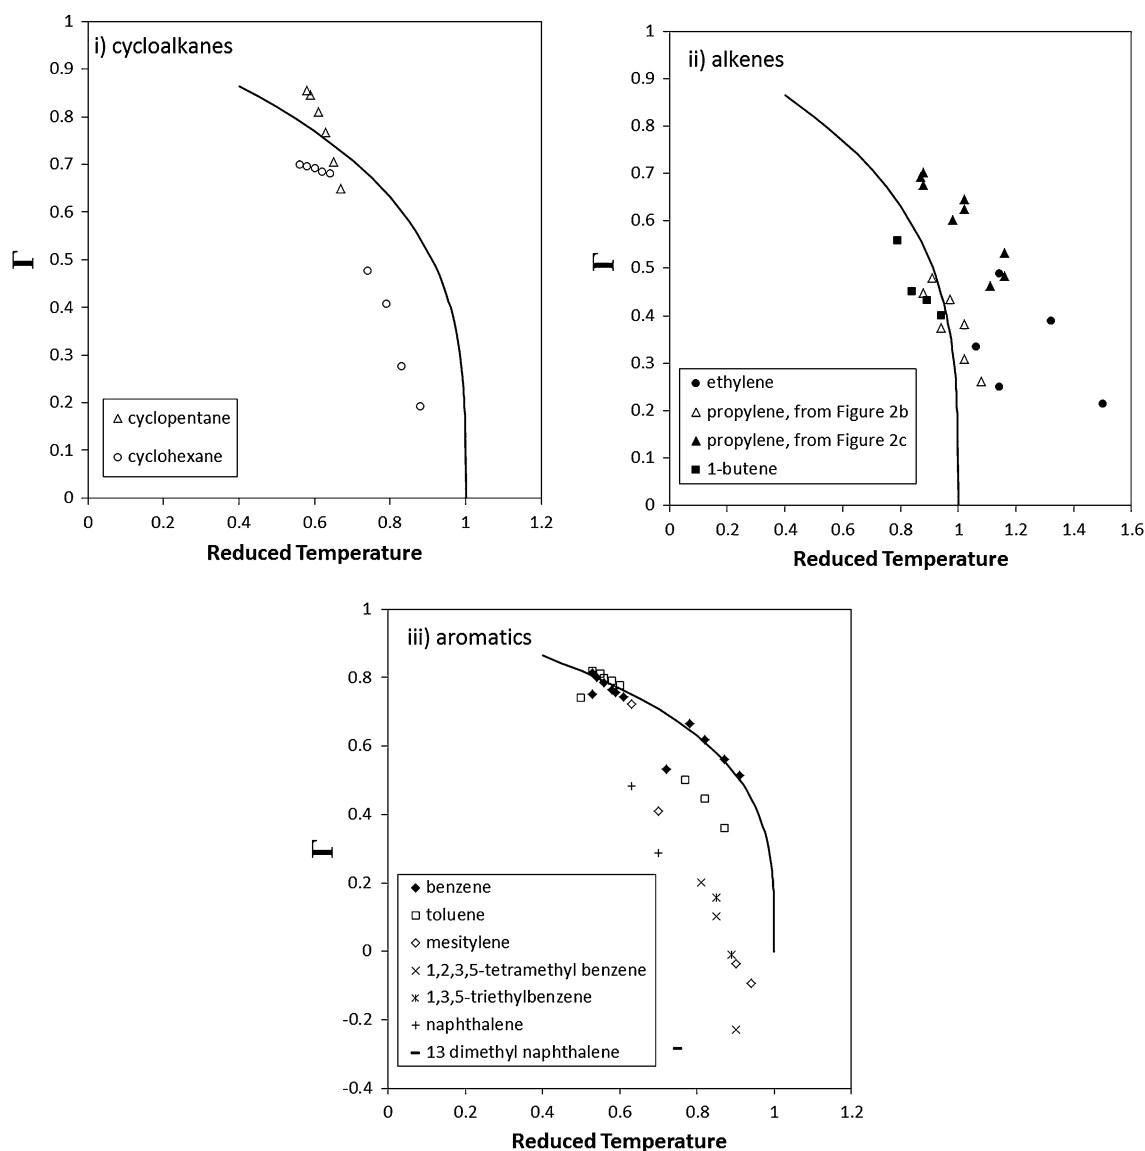 i) cycloalkanes
1
0.9
0.8
0.7
0.6
0.5
0.4
0.3
0.2
0.1
0
Γ
cyclopentane
cyclohexane
0 0.2 0.4 0.6 0.8 1 1.2
Reduced Temperature
ii) alkenes
1
0.9
0.8
0.7
0.6
0.5
0.4
0.3
0.2
0.1
0
Γ
ethylene
propylene, from Figure 2b
propylene, from Figure 2c
1-butene
0 0.2 0.4 0.6 0.8 1 1.2 1.4 1.6
Reduced Temperature
iii) aromatics
1
0.8
0.6
0.4
0.2
0
-0.2
-0.4
Γ
benzene
toluene
mesitylene
1,2,3,5-tetramethyl benzene
1,3,5-triethylbenzene
naphthalene
13 dimethyl naphthalene
0 0.2 0.4 0.6 0.8 1 1.2
Reduced Temperature